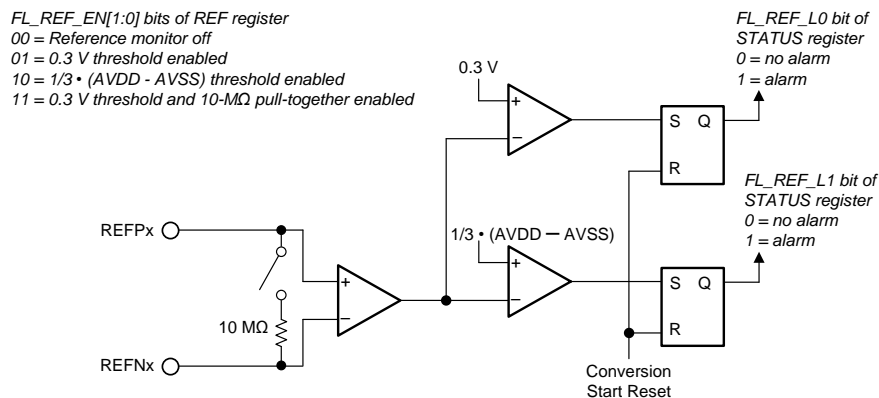 FL_REF_EN[1:0] bits of REF register
00 = Reference monitor off
01 = 0.3 V threshold enabled
10 = 1/3 • (AVDD - AVSS) threshold enabled
11 = 0.3 V threshold and 10-MΩ pull-together enabled
FL_REF_L0 bit of
STATUS register
0 = no alarm
1 = alarm
0.3 V
+
–
S Q
R
FL_REF_L1 bit of
STATUS register
0 = no alarm
1 = alarm
REFPx
1/3 • (AVDD — AVSS)
+
–
S Q
R
+
–
10 MΩ
REFNx
Conversion
Start Reset